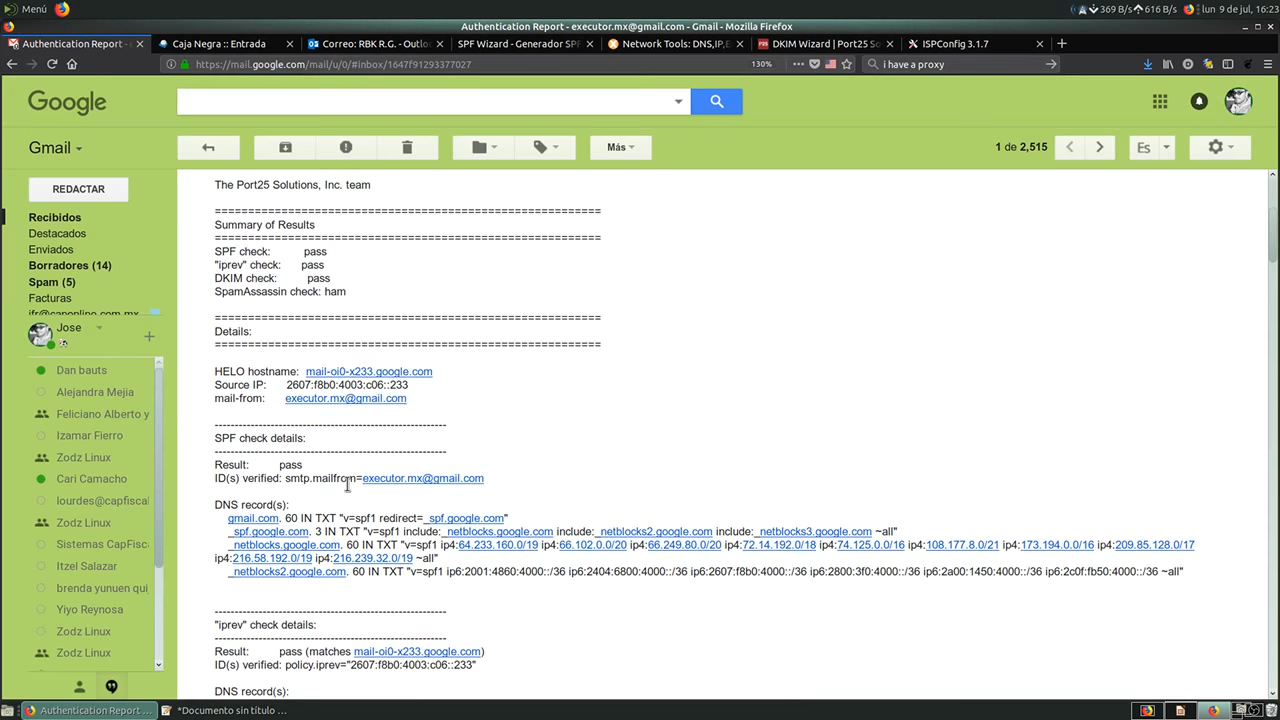 Menú
369 B/s 616 B/s lun 9 de jul, 16:23
Authentication Report - executor.mx@gmail.com - Gmail - Mozilla Firefox
Authentication Report - Caja Negra :: Entrada Correo: RBK R.G. - Outloo SPF Wizard - Generador SPF Network Tools: DNS,IP,E DKIM Wizard | Port25 So ISPConfig 3.1.7
https://mail.google.com/mail/u/0/#inbox/1647f91293377027 130% i have a proxy
Google
Gmail Más 1 de 2,515 Es
REDACTAR
Recibidos
Destacados
Enviados
Borradores (14)
Spam (5)
Facturas
ifr@caponline.com.mx
Jose
Dan bauts
Alejandra Mejia
Feliciano Alberto y
Izamar Fierro
Zodz Linux
Cari Camacho
lourdes@capfiscal
Zodz Linux
Sistemas CapFisca
Itzel Salazar
brenda yunuen qui
Yiyo Reynosa
Zodz Linux
Zodz Linux
The Port25 Solutions, Inc. team
==========================================================
Summary of Results
==========================================================
SPF check: pass
"iprev" check: pass
DKIM check: pass
SpamAssassin check: ham
==========================================================
Details:
==========================================================
HELO hostname: mail-oi0-x233.google.com
Source IP: 2607:f8b0:4003:c06::233
mail-from: executor.mx@gmail.com
----------------------------------------------------------
SPF check details:
----------------------------------------------------------
Result: pass
ID(s) verified: smtp.mailfrom=executor.mx@gmail.com
DNS record(s):
gmail.com. 60 IN TXT "v=spf1 redirect=_spf.google.com"
_spf.google.com. 3 IN TXT "v=spf1 include:_netblocks.google.com include:_netblocks2.google.com include:_netblocks3.google.com ~all"
_netblocks.google.com. 60 IN TXT "v=spf1 ip4:64.233.160.0/19 ip4:66.102.0.0/20 ip4:66.249.80.0/20 ip4:72.14.192.0/18 ip4:74.125.0.0/16 ip4:108.177.8.0/21 ip4:173.194.0.0/16 ip4:209.85.128.0/17
ip4:216.58.192.0/19 ip4:216.239.32.0/19 ~all"
_netblocks2.google.com. 60 IN TXT "v=spf1 ip6:2001:4860:4000::/36 ip6:2404:6800:4000::/36 ip6:2607:f8b0:4000::/36 ip6:2800:3f0:4000::/36 ip6:2a00:1450:4000::/36 ip6:2c0f:fb50:4000::/36 ~all"
----------------------------------------------------------
"iprev" check details:
----------------------------------------------------------
Result: pass (matches mail-oi0-x233.google.com)
ID(s) verified: policy.iprev="2607:f8b0:4003:c06::233"
DNS record(s):
Authentication Report - *Documento sin título ...